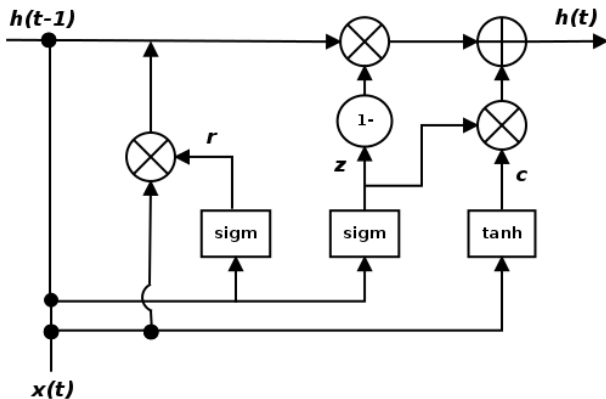 h(t-1)
h(t)
1-
r
z
c
sigm
sigm
tanh
x(t)